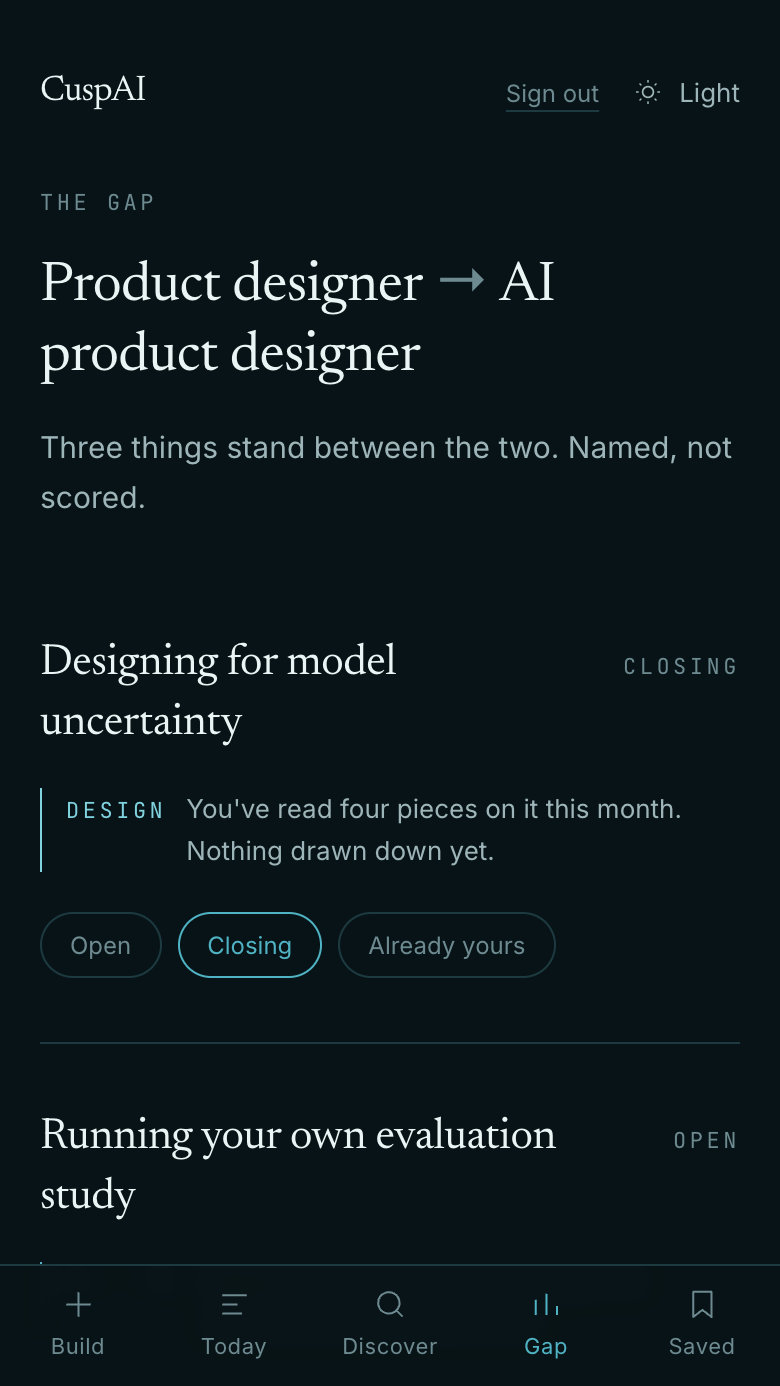 CuspAI
Sign out
Light
THE GAP
Product designer → AI
product designer
Three things stand between the two. Named, not
scored.
Designing for model
uncertainty
CLOSING
DESIGN
You've read four pieces on it this month.
Nothing drawn down yet.
Open
Closing
Already yours
Running your own evaluation
study
OPEN
Build
Today
Discover
Gap
Saved